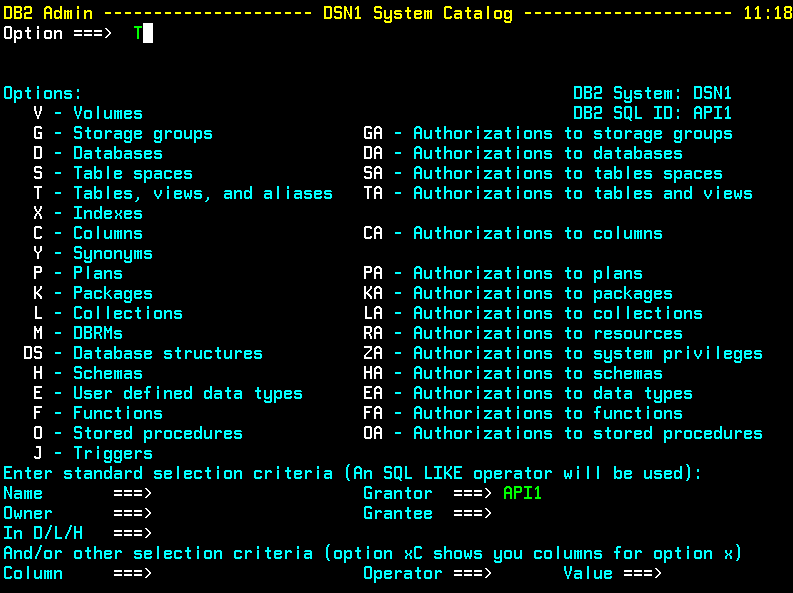 DB2 Admin --------------------- DSN1 System Catalog --------------------- 11:18
Option ===>  T
Options:                                                 DB2 System: DSN1
   V - Volumes                                           DB2 SQL ID: API1
   G - Storage groups               GA - Authorizations to storage groups
   D - Databases                    DA - Authorizations to databases
   S - Table spaces                 SA - Authorizations to tables spaces
   T - Tables, views, and aliases   TA - Authorizations to tables and views
   X - Indexes
   C - Columns                      CA - Authorizations to columns
   Y - Synonyms
   P - Plans                        PA - Authorizations to plans
   K - Packages                     KA - Authorizations to packages
   L - Collections                  LA - Authorizations to collections
   M - DBRMs                        RA - Authorizations to resources
  DS - Database structures          ZA - Authorizations to system privileges
   H - Schemas                      HA - Authorizations to schemas
   E - User defined data types      EA - Authorizations to data types
   F - Functions                    FA - Authorizations to functions
   O - Stored procedures            OA - Authorizations to stored procedures
   J - Triggers
Enter standard selection criteria (An SQL LIKE operator will be used):
Name       ===>                     Grantor  ===> API1
Owner      ===>                     Grantee  ===>
In D/L/H   ===>
And/or other selection criteria (option xC shows you columns for option x)
Column     ===>                     Operator ===>       Value ===>